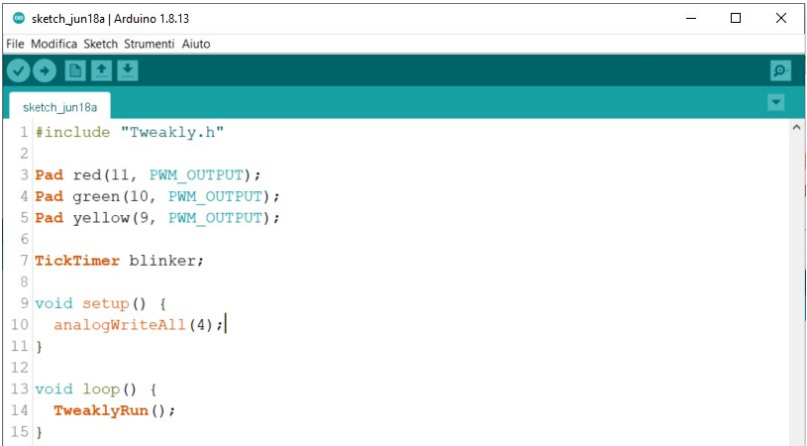 sketch_jun18a | Arduino 1.8.13
File Modifica Sketch Strumenti Aiuto
sketch_jun18a
1 #include "Tweakly.h"
2
3 Pad red(11, PWM_OUTPUT);
4 Pad green(10, PWM_OUTPUT);
5 Pad yellow(9, PWM_OUTPUT);
6
7 TickTimer blinker;
8
9 void setup() {
10   analogWriteAll(4);
11 }
12
13 void loop() {
14   TweaklyRun();
15 }